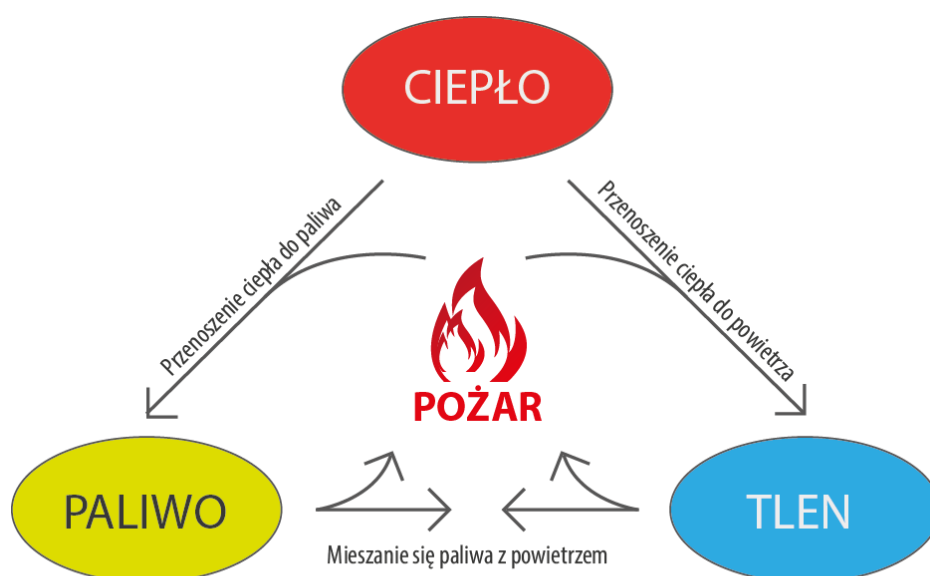 CIEPŁO
Przenoszenie ciepła do paliwa
Przenoszenie ciepła do powietrza
POŻAR
PALIWO
TLEN
Mieszanie się paliwa z powietrzem